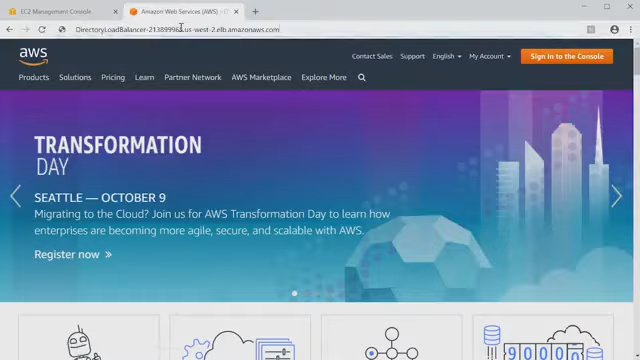 EC2 Management Console
Amazon Web Services (AWS)
DirectoryLoadBalancer-21389996
us-west-2.elb.amazonaws.com
aws
Contact Sales Support English My Account Sign In to the Console
Products Solutions Pricing Learn Partner Network AWS Marketplace Explore More
TRANSFORMATION
DAY
SEATTLE — OCTOBER 9
Migrating to the Cloud? Join us for AWS Transformation Day to learn how
enterprises are becoming more agile, secure, and scalable with AWS.
Register now »